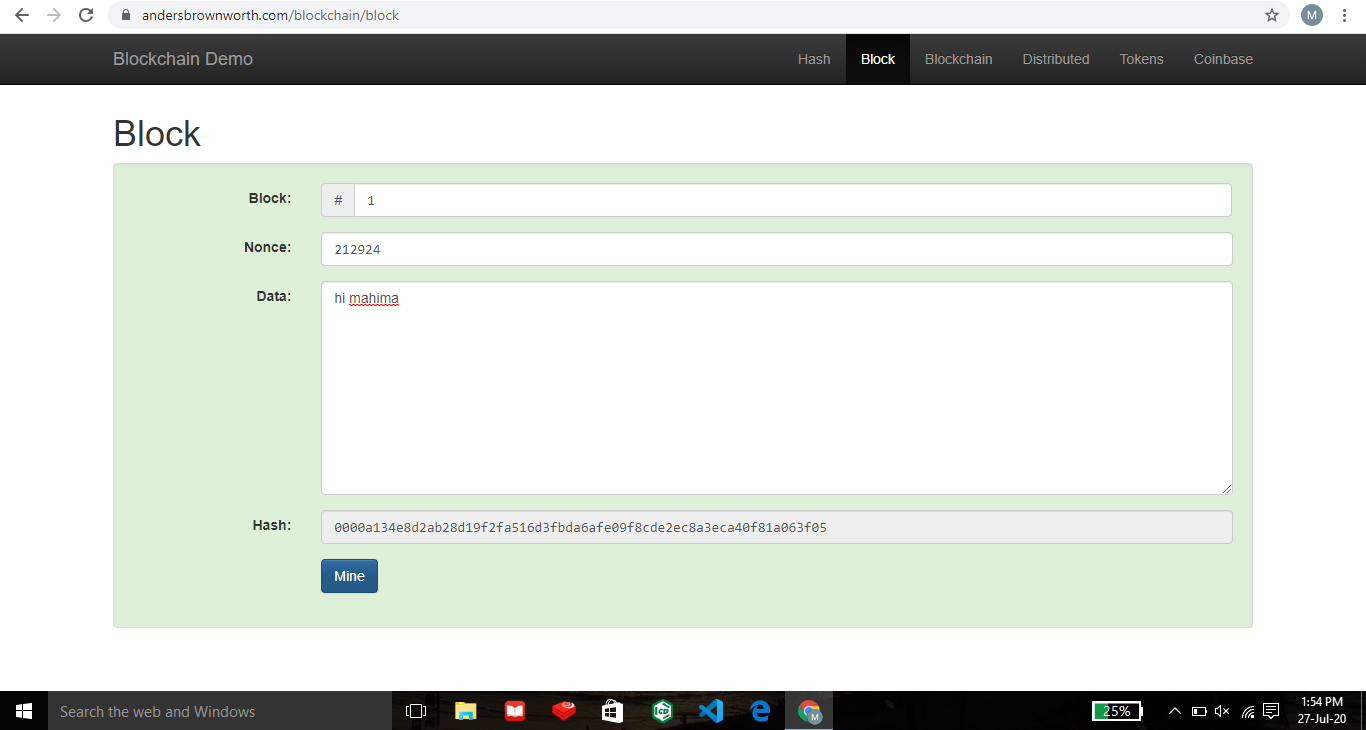 andersbrownworth.com/blockchain/block
M
Blockchain Demo
Hash Block Blockchain Distributed Tokens Coinbase
Block
Block: # 1
Nonce: 212924
Data: hi mahima
Hash: 0000a134e8d2ab28d19f2fa516d3fbda6afe09f8cde2ec8a3eca40f81a063f05
Mine
Search the web and Windows
ICD
M
25%
1:54 PM
27-Jul-20